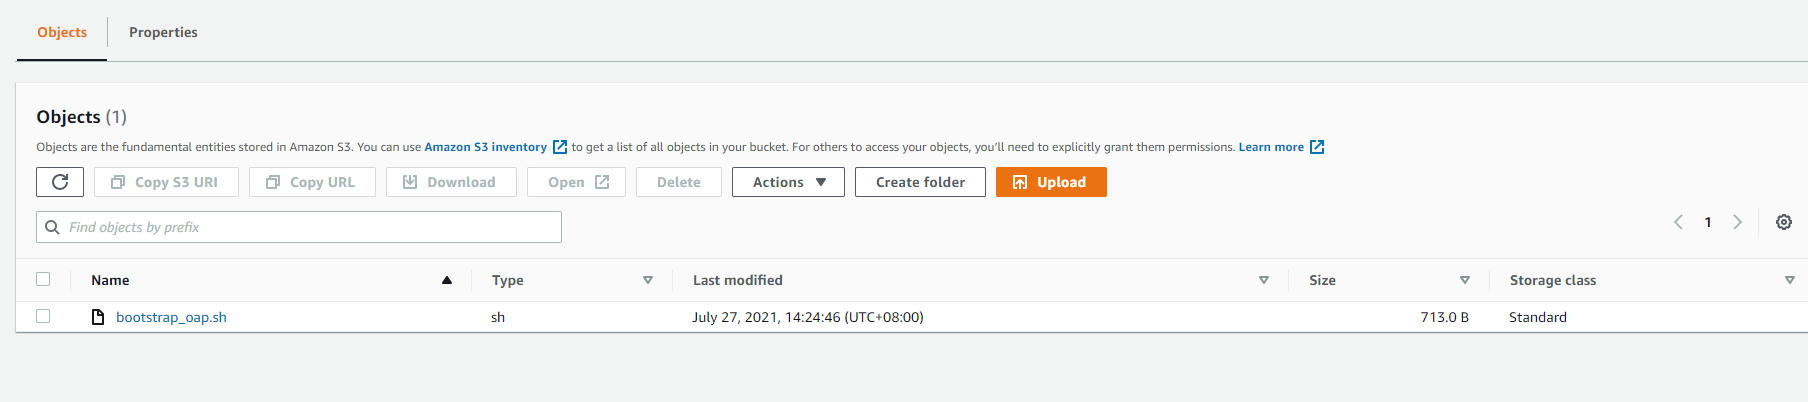 Objects Properties
Objects (1)
Objects are the fundamental entities stored in Amazon S3. You can use Amazon S3 inventory to get a list of all objects in your bucket. For others to access your objects, you'll need to explicitly grant them permissions. Learn more
Copy S3 URI Copy URL Download Open Delete Actions Create folder Upload
Find objects by prefix 1
Name Type Last modified Size Storage class
bootstrap_oap.sh sh July 27, 2021, 14:24:46 (UTC+08:00) 713.0 B Standard